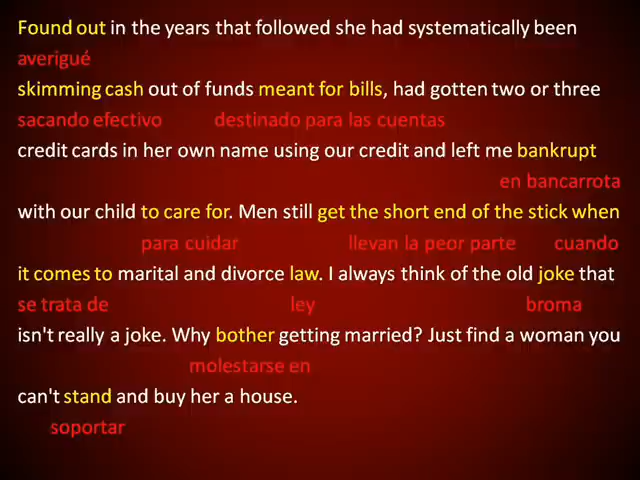 Found out in the years that followed she had systematically been
averigué
skimming cash out of funds meant for bills, had gotten two or three
sacando efectivo destinado para las cuentas
credit cards in her own name using our credit and left me bankrupt
en bancarrota
with our child to care for. Men still get the short end of the stick when
para cuidar llevan la peor parte cuando
it comes to marital and divorce law. I always think of the old joke that
se trata de ley broma
isn't really a joke. Why bother getting married? Just find a woman you
molestarse en
can't stand and buy her a house.
soportar